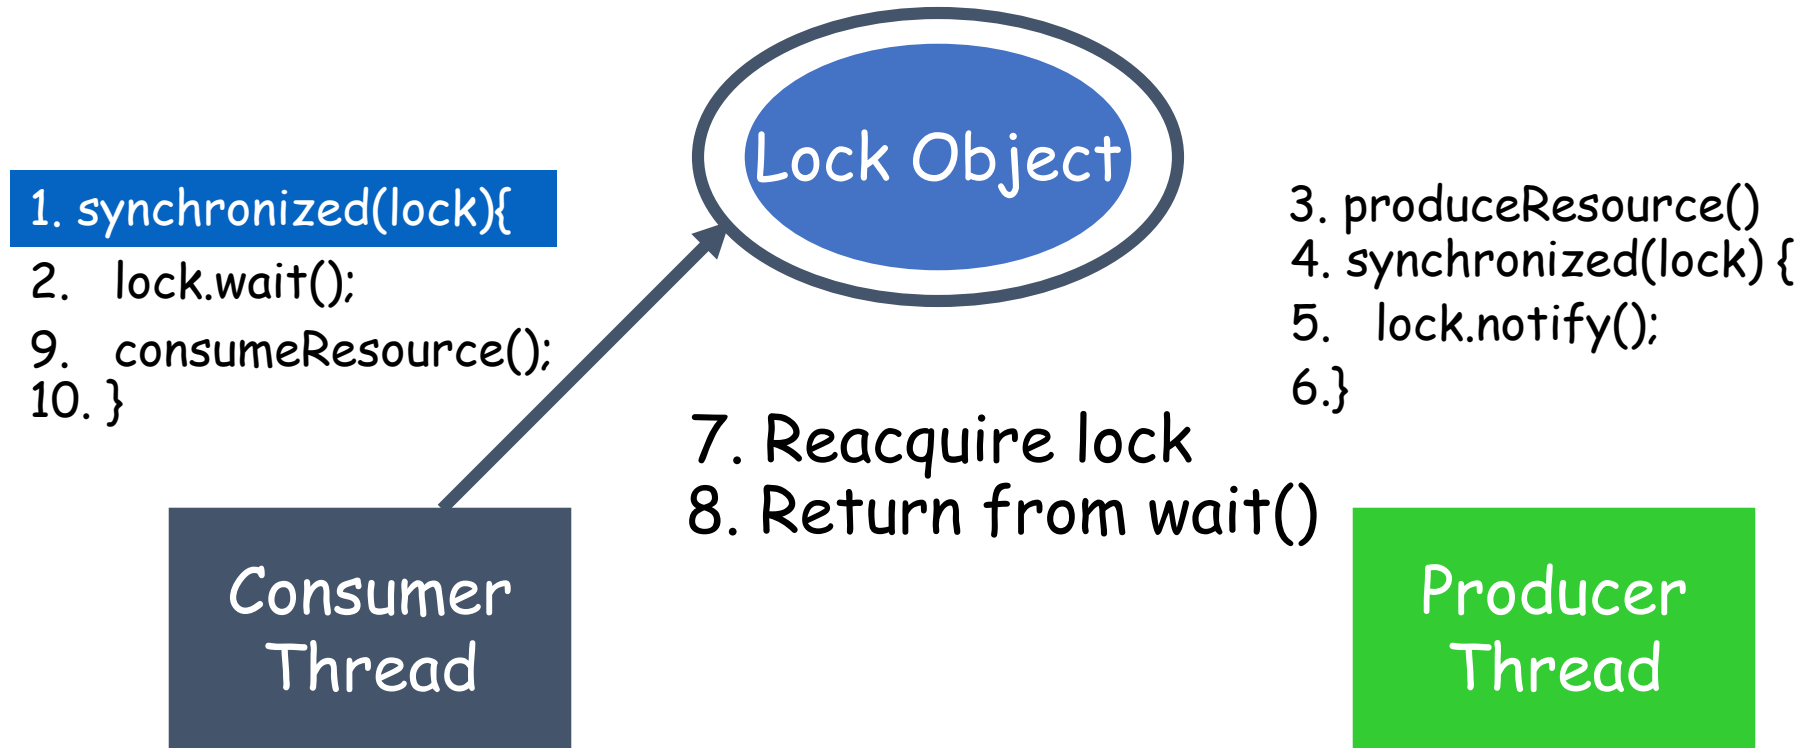 Lock Object
1. synchronized(lock){
2. lock.wait();
9. consumeResource();
10. }
3. produceResource()
4. synchronized(lock) {
5. lock.notify();
6.}
7. Reacquire lock
8. Return from wait()
Consumer
Thread
Producer
Thread